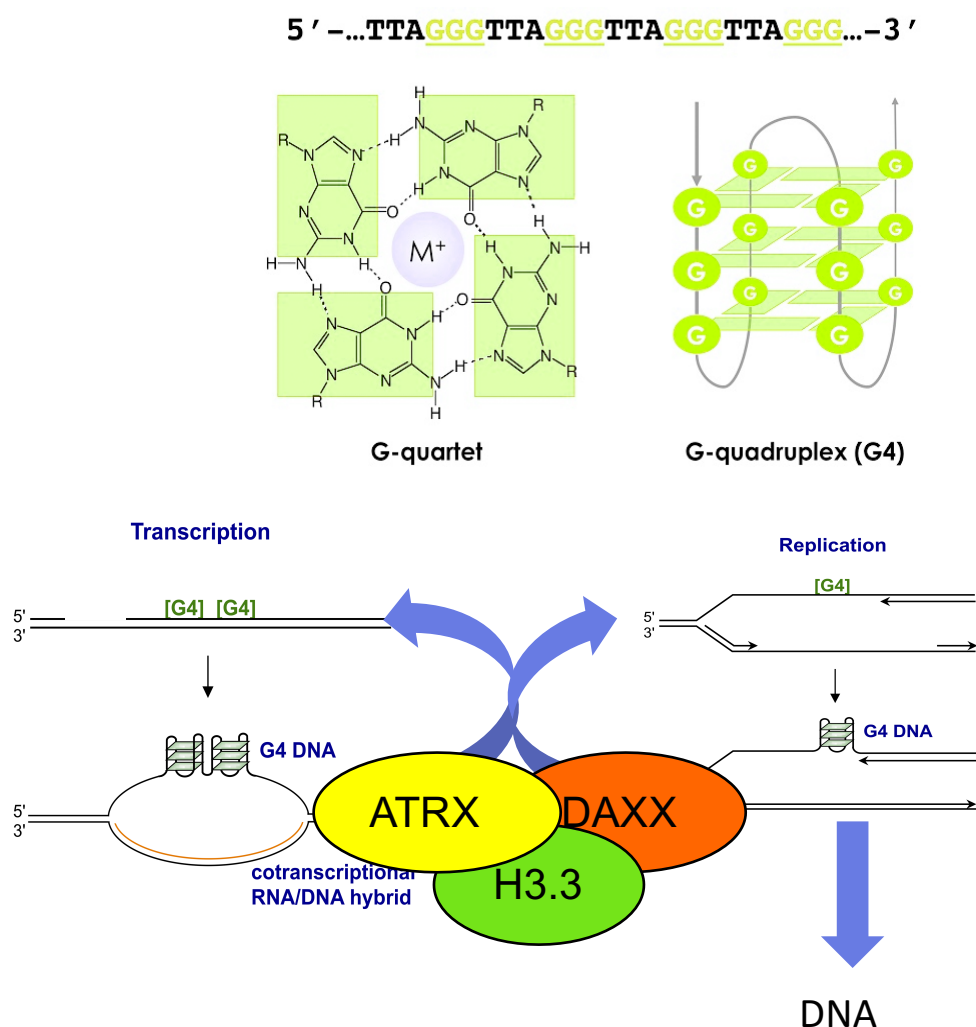 5’-…TTAGGGTTAGGGTTAGGGTTAGGG…-3’
H
H
N
N
R
R
N
N
N
H
N
N
H
N
N
O
O
H
N
H
N
H
M⁺
H
N
H
N
H
N
O
O
H
N
N
N
H
N
N
N
N
H
N
H
R
R
G G
G G
G G
G G
G G
G G
G-quartet
G-quadruplex (G4)
Transcription
Replication
[G4] [G4]
[G4]
5'
3'
5'
3'
G4 DNA
G4 DNA
5'
3'
ATRX
DAXX
cotranscriptional
RNA/DNA hybrid
H3.3
DNA